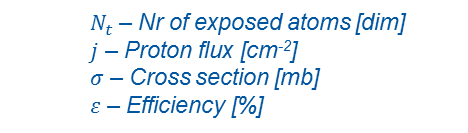 N_t – Nr of exposed atoms [dim]
j – Proton flux [cm⁻²]
σ – Cross section [mb]
ε – Efficiency [%]